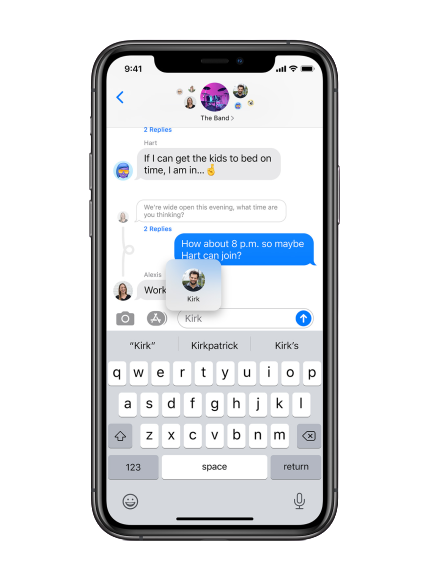 9:41
The Band >
2 Replies
Hart
If I can get the kids to bed on
time, I am in...🤞
We're wide open this evening, what time are
you thinking?
2 Replies
How about 8 p.m. so maybe
Hart can join?
Alexis
Work
Kirk
Kirk
“Kirk”
Kirkpatrick
Kirk's
q w e r t y u i o p
a s d f g h j k l
z x c v b n m
123 space return